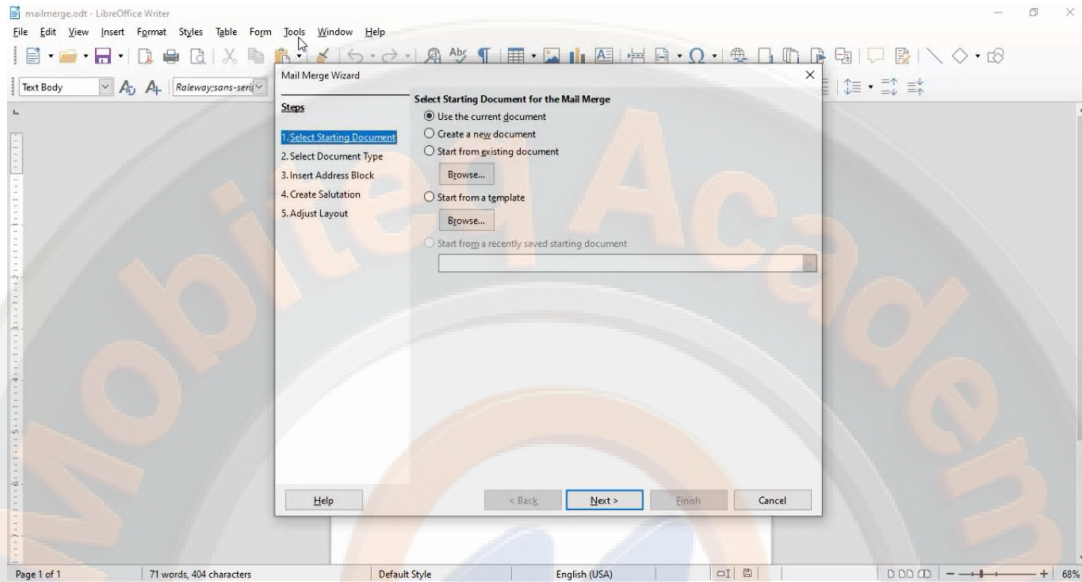 mailmerge.odt - LibreOffice Writer
File Edit View Insert Format Styles Table Form Tools Window Help
Text Body Raleway;sans-seri
Mail Merge Wizard
Steps
1.Select Starting Document
2.Select Document Type
3.Insert Address Block
4.Create Salutation
5.Adjust Layout
Select Starting Document for the Mail Merge
Use the current document
Create a new document
Start from existing document
Browse...
Start from a template
Browse...
Start from a recently saved starting document
Help < Back Next > Finish Cancel
Page 1 of 1 71 words, 404 characters Default Style English (USA) 68%
Mobiteq Academ